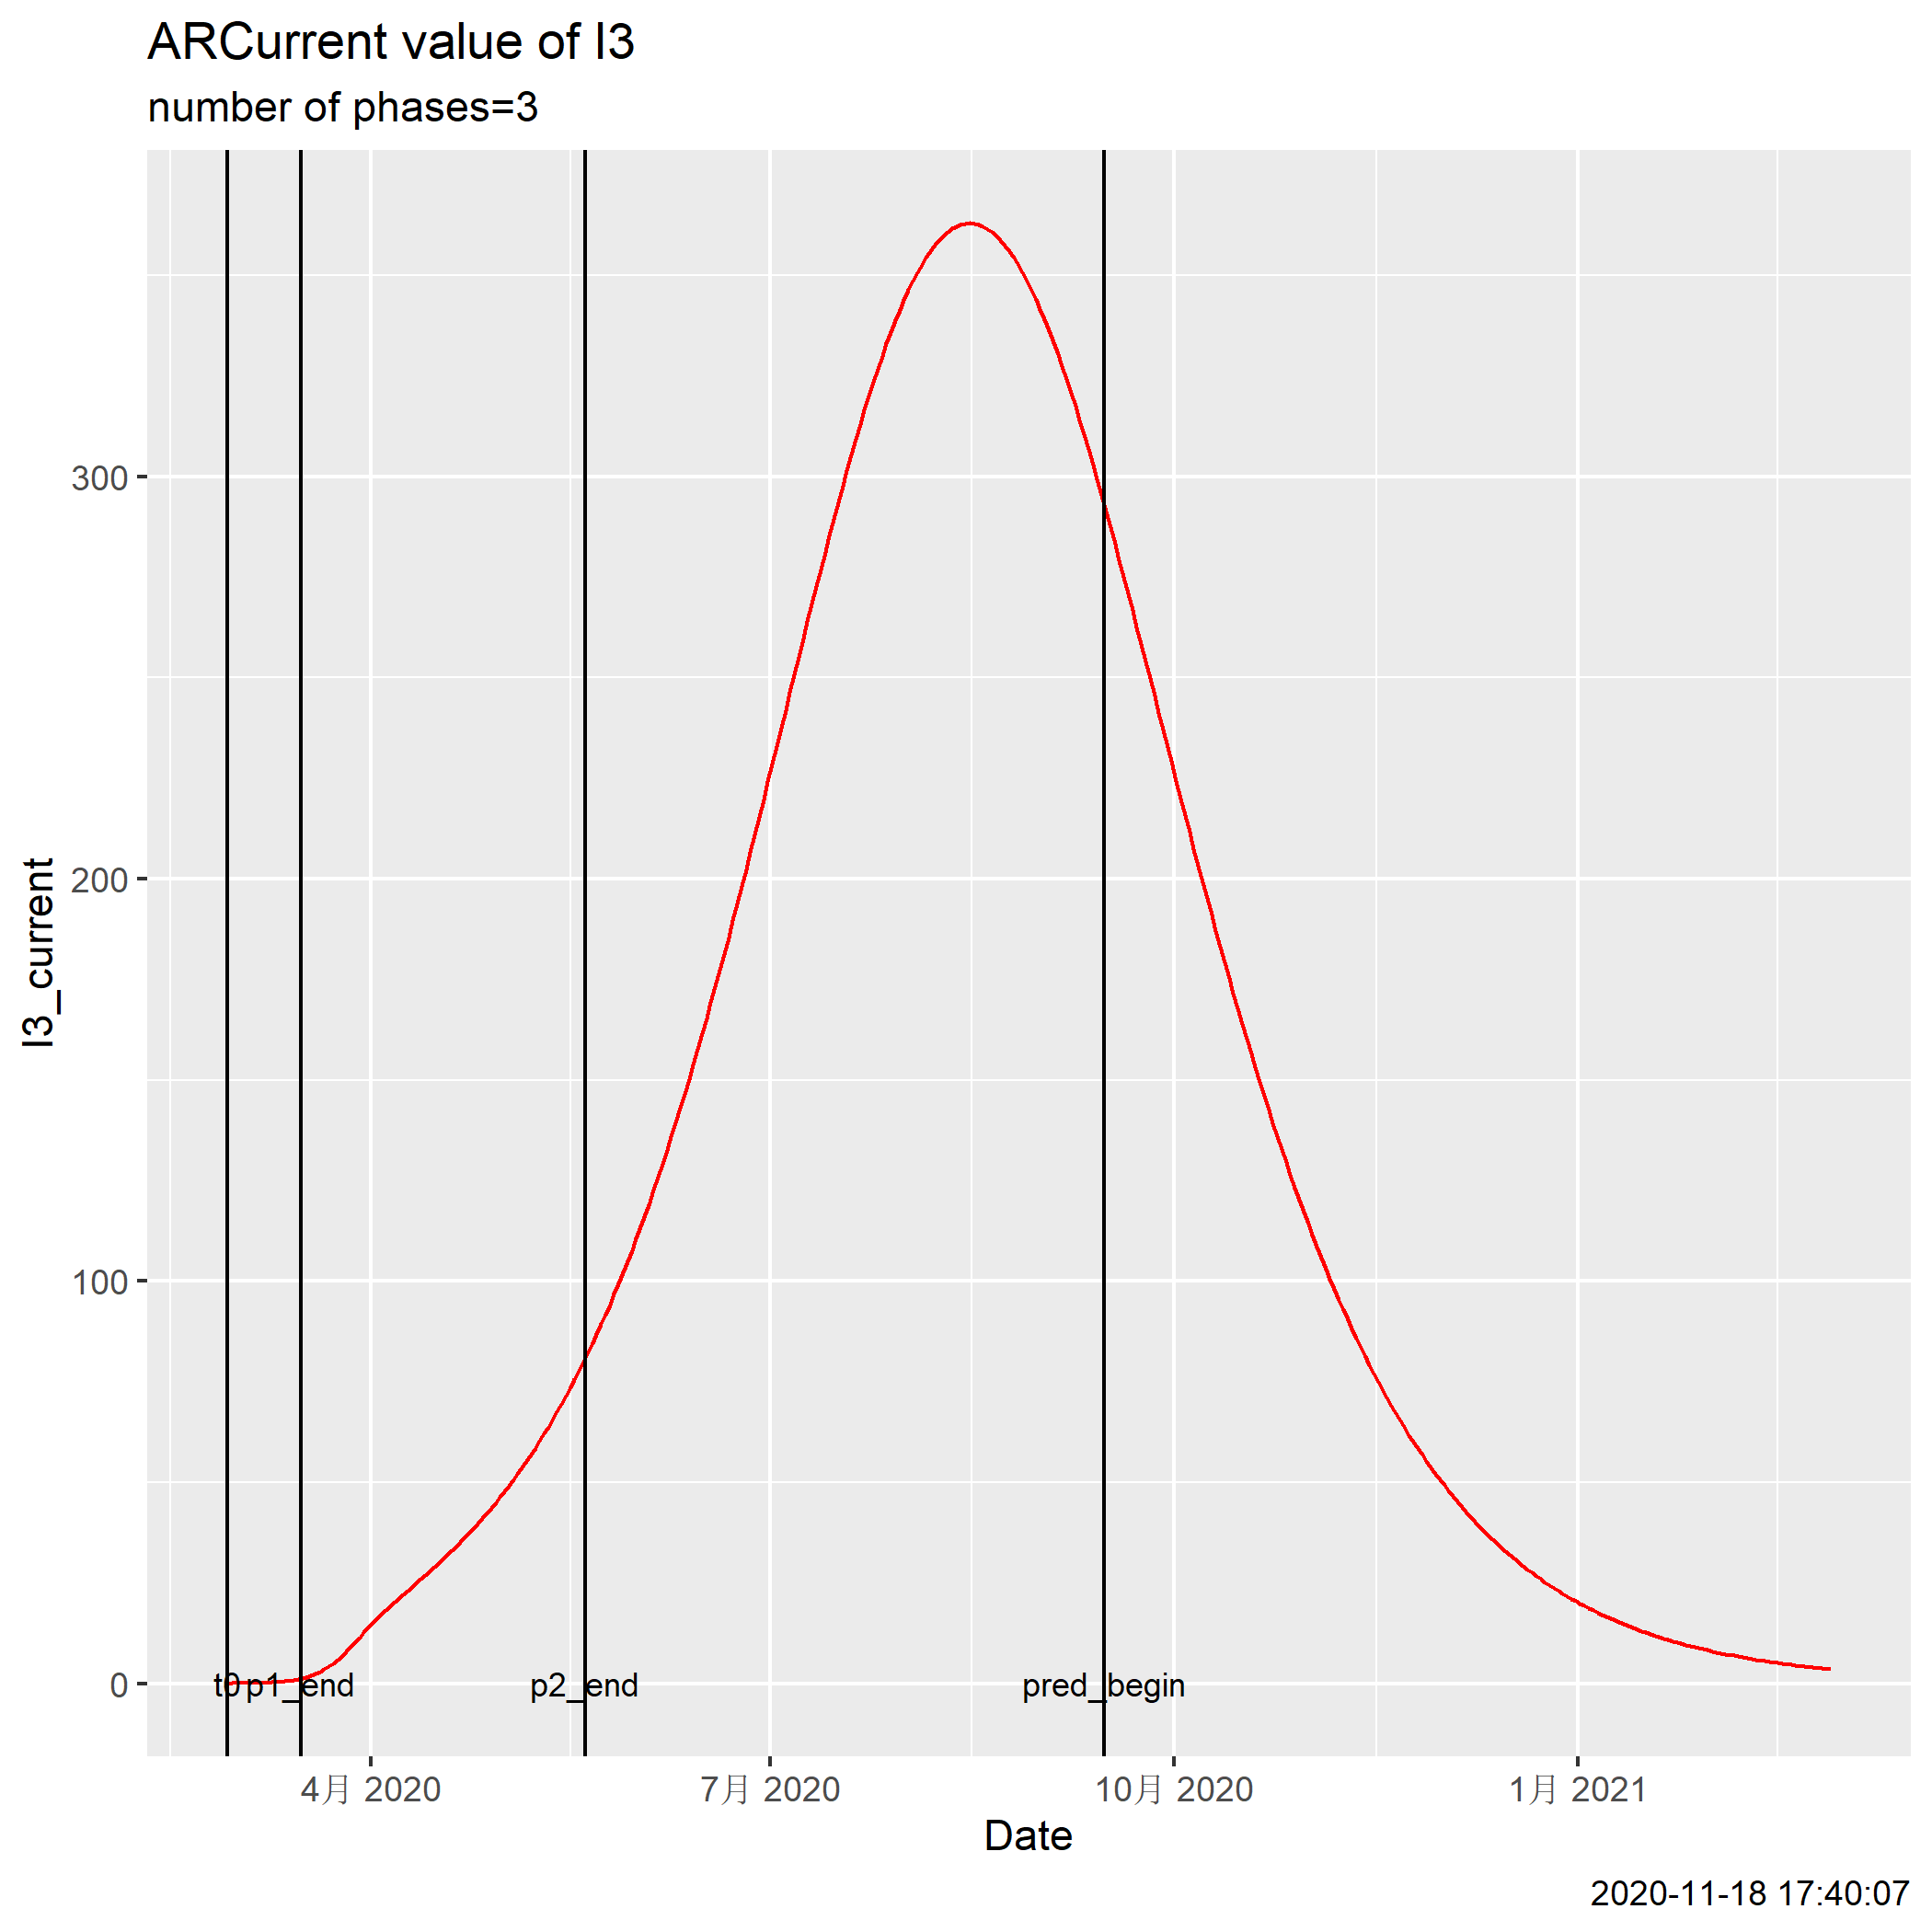 ARCurrent value of I3
number of phases=3
I3_current
300
200
100
0
t0 p1_end p2_end pred_begin
4月 2020 7月 2020 10月 2020 1月 2021
Date
2020-11-18 17:40:07